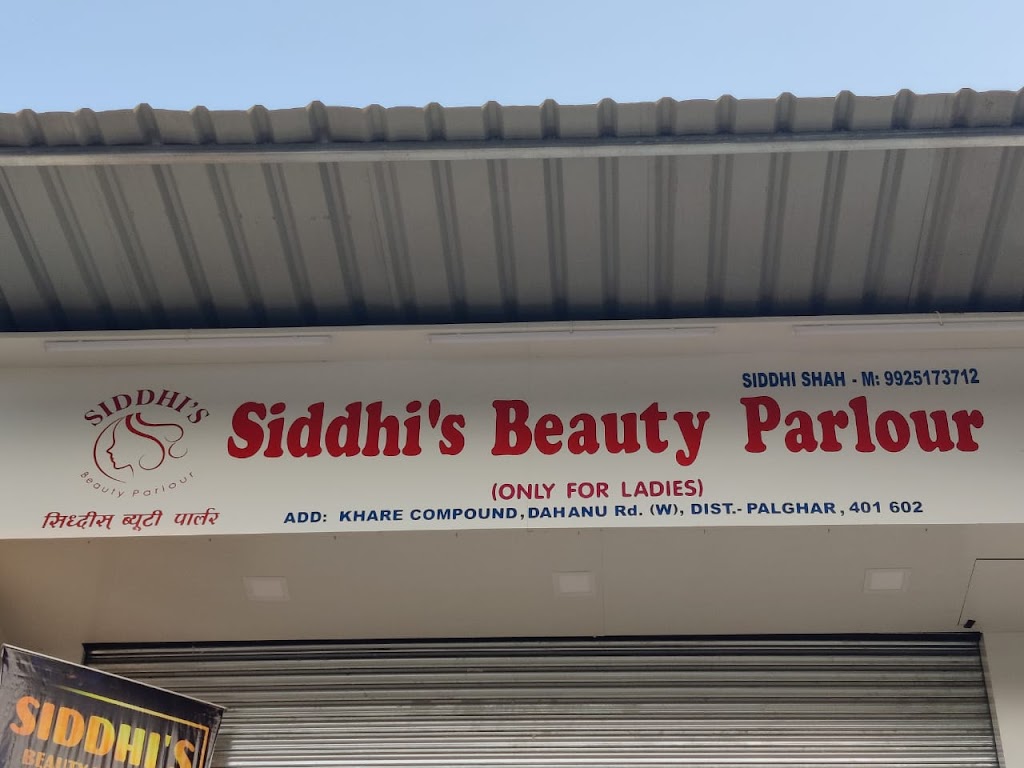 SIDDHI SHAH - M: 9925173712
SIDDHI'S
Beauty Parlour
सिध्दीस् ब्यूटी पार्लर
Siddhi's Beauty Parlour
(ONLY FOR LADIES)
ADD: KHARE COMPOUND, DAHANU Rd. (W), DIST.- PALGHAR, 401 602
SIDDHI'S
BEAUTY